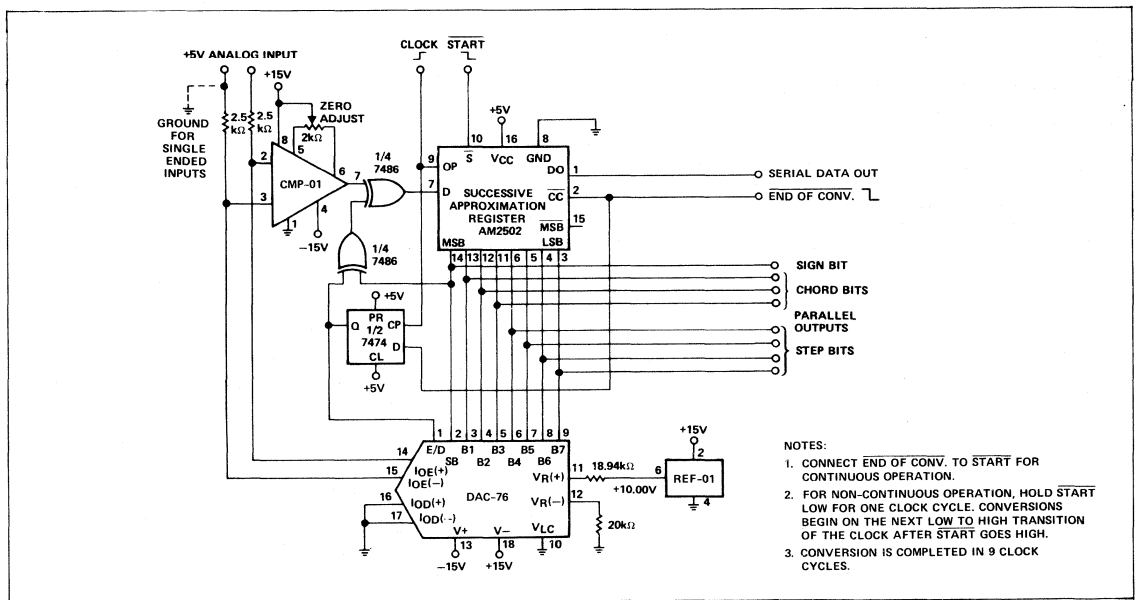 CLOCK START
+5V ANALOG INPUT
+15V
ZERO
ADJUST
GROUND
FOR
SINGLE
ENDED
INPUTS
2.5
kΩ
2.5
kΩ
2kΩ
8
5
6
2
3
CMP-01
7
1
4
−15V
1/4
7486
1/4
7486
+5V
10
16
8
S
VCC
GND
9
OP
7
D
DO
1
SERIAL DATA OUT
CC
2
END OF CONV.
SUCCESSIVE
APPROXIMATION
REGISTER
AM2502
MSB
15
MSB
LSB
14 13 12 11 6 5 4 3
SIGN BIT
CHORD BITS
PARALLEL
OUTPUTS
STEP BITS
+5V
PR
Q
CP
1/2
7474
D
CL
+5V
1 2 3 4 5 6 7 8 9
E/D B1 B3 B5 B7
SB B2 B4 B6
14
IOE(+)
15
IOE(−)
16
IOD(+)
17
IOD(−)
DAC-76
VR(+)
11
18.94kΩ
+10.00V
6
REF-01
+15V
2
4
VR(−)
12
20kΩ
V+
V−
VLC
13
18
10
−15V
+15V
NOTES:
1. CONNECT END OF CONV. TO START FOR
CONTINUOUS OPERATION.
2. FOR NON-CONTINUOUS OPERATION, HOLD START
LOW FOR ONE CLOCK CYCLE. CONVERSIONS
BEGIN ON THE NEXT LOW TO HIGH TRANSITION
OF THE CLOCK AFTER START GOES HIGH.
3. CONVERSION IS COMPLETED IN 9 CLOCK
CYCLES.